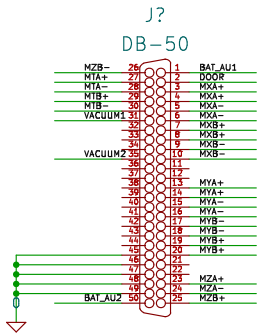 J?
DB-50
MZB- 26 1 BAT_AU1
MTA+ 27 2 DOOR
MTA- 28 3 MXA+
MTB+ 29 4 MXA+
MTB- 30 5 MXA-
VACUUM1 31 6 MXA-
32 7 MXB+
33 8 MXB+
34 9 MXB-
VACUUM2 35 10 MXB-
36 11
37 12
38 13 MYA+
39 14 MYA+
40 15 MYA-
41 16 MYA-
42 17 MYB-
43 18 MYB-
44 19 MYB+
45 20 MYB+
46 21
47 22
48 23 MZA+
49 24 MZA-
BAT_AU2 50 25 MZB+
0